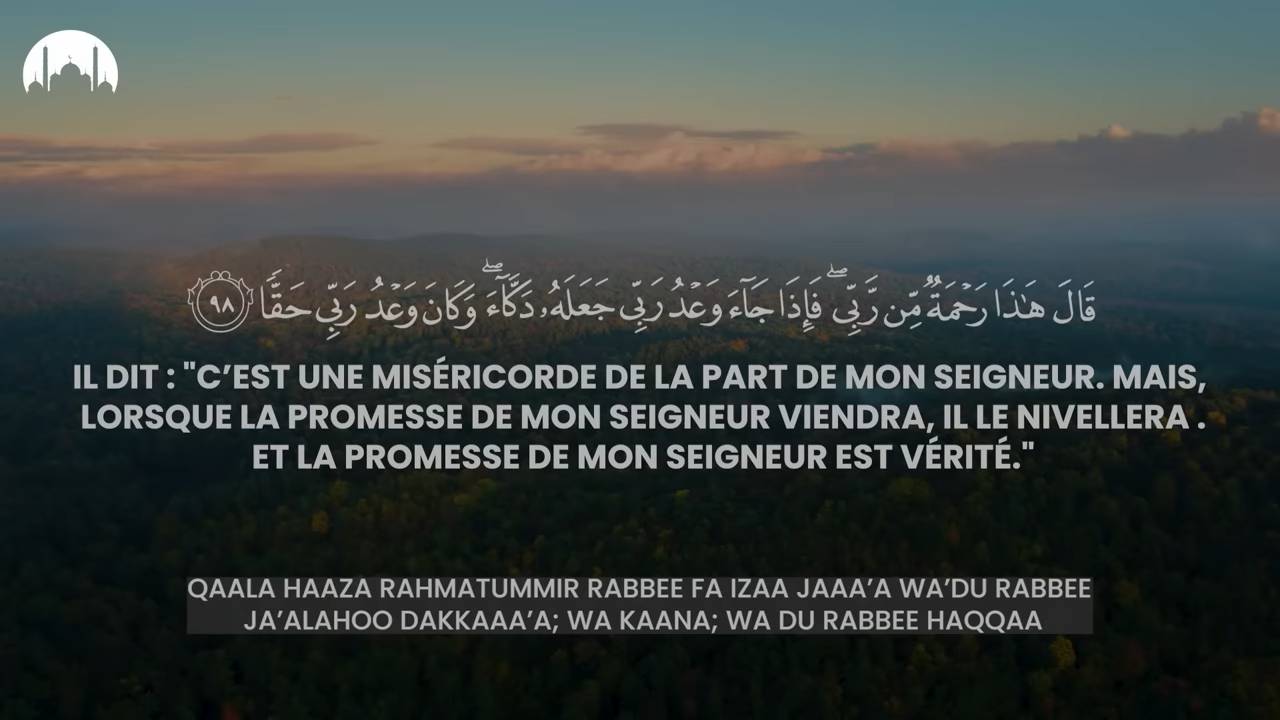 قَالَ هَٰذَا رَحْمَةٌ مِّن رَّبِّي ۖ فَإِذَا جَآءَ وَعْدُ رَبِّي جَعَلَهُۥ دَكَّآءَ ۖ وَكَانَ وَعْدُ رَبِّي حَقًّا ﴿٩٨﴾
IL DIT : "C’EST UNE MISÉRICORDE DE LA PART DE MON SEIGNEUR. MAIS,
LORSQUE LA PROMESSE DE MON SEIGNEUR VIENDRA, IL LE NIVELLERA .
ET LA PROMESSE DE MON SEIGNEUR EST VÉRITÉ."
QAALA HAAZA RAHMATUMMIR RABBEE FA IZAA JAAA’A WA’DU RABBEE
JA’ALAHOO DAKKAAA’A; WA KAANA; WA DU RABBEE HAQQAA